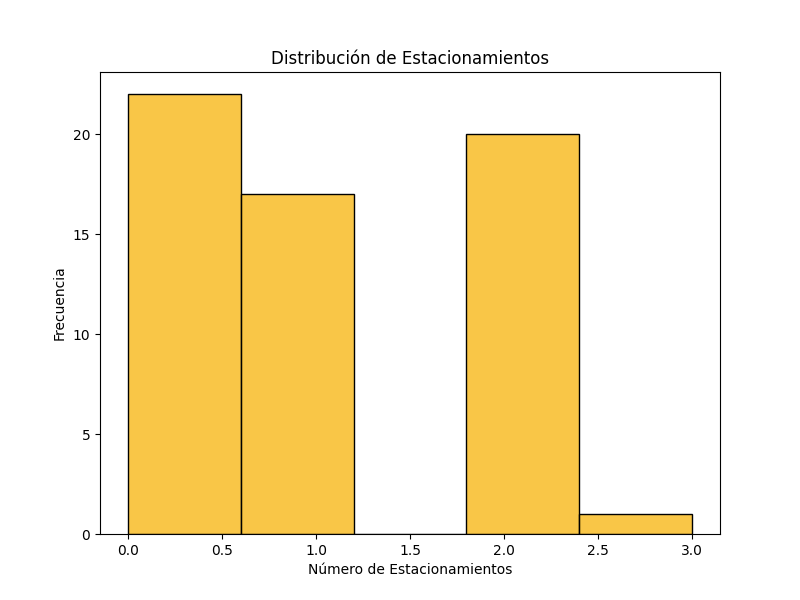 Distribución de Estacionamientos
Frecuencia
20
15
10
5
0
0.0 0.5 1.0 1.5 2.0 2.5 3.0
Número de Estacionamientos